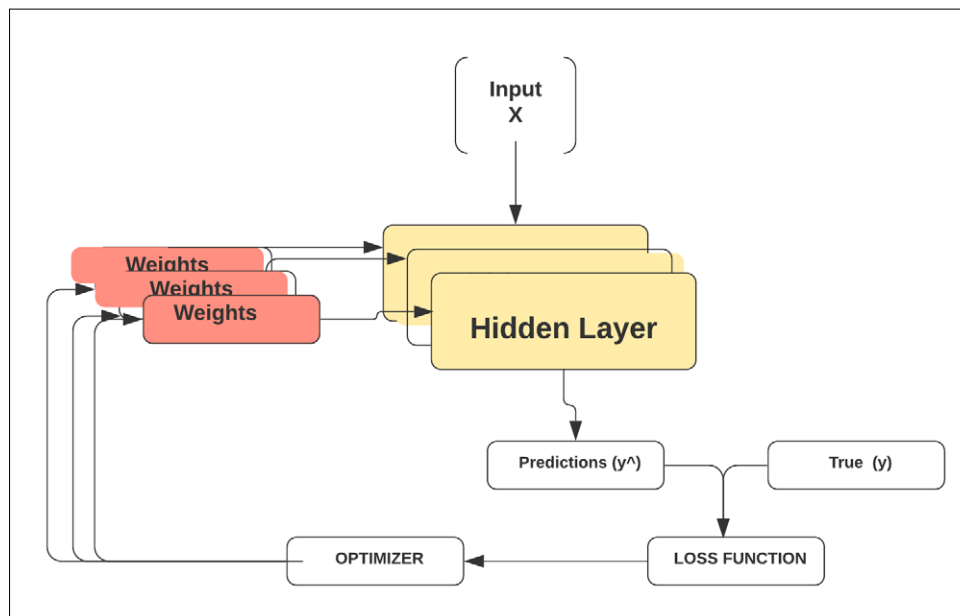 Input
X
Weights
Weights
Weights
Hidden Layer
Predictions (y^)
True (y)
OPTIMIZER
LOSS FUNCTION